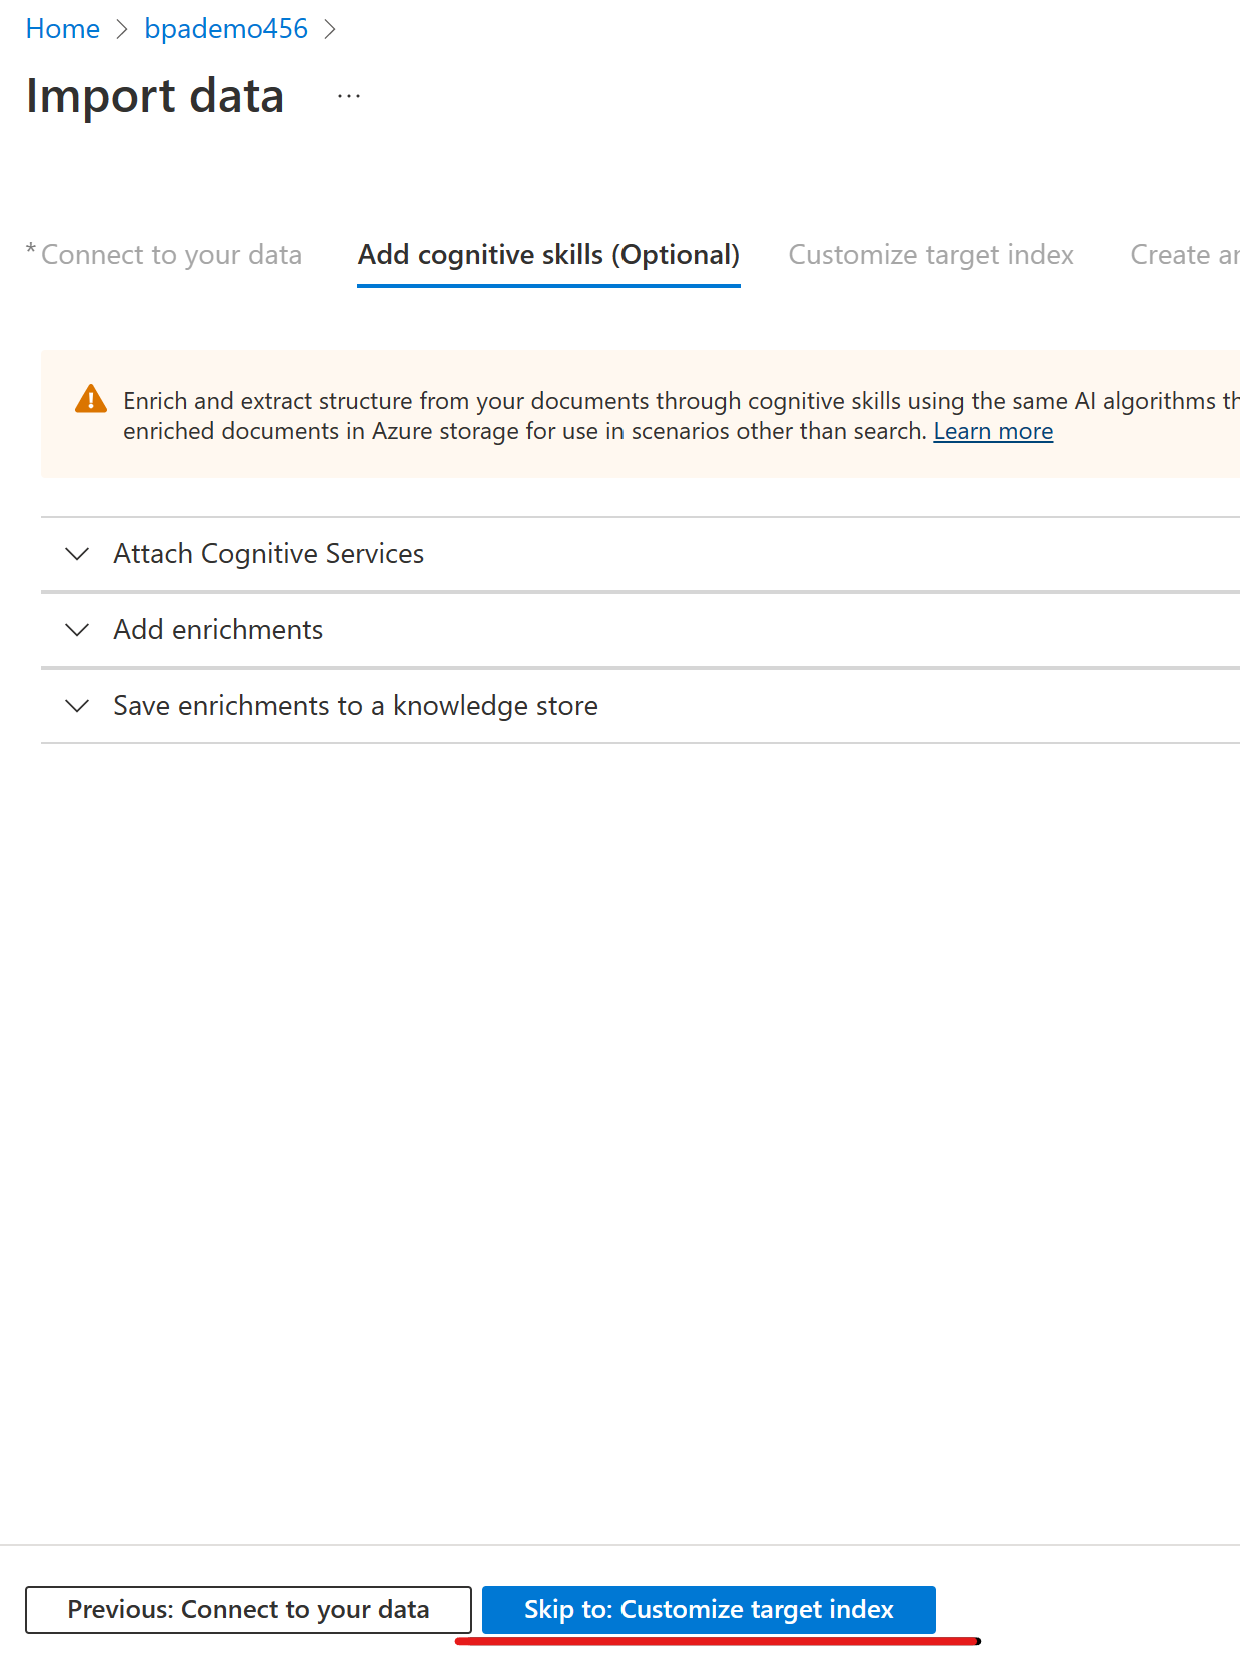 Home > bpademo456 >
Import data ...
* Connect to your data Add cognitive skills (Optional) Customize target index Create an
Enrich and extract structure from your documents through cognitive skills using the same AI algorithms th
enriched documents in Azure storage for use in scenarios other than search. Learn more
Attach Cognitive Services
Add enrichments
Save enrichments to a knowledge store
Previous: Connect to your data Skip to: Customize target index